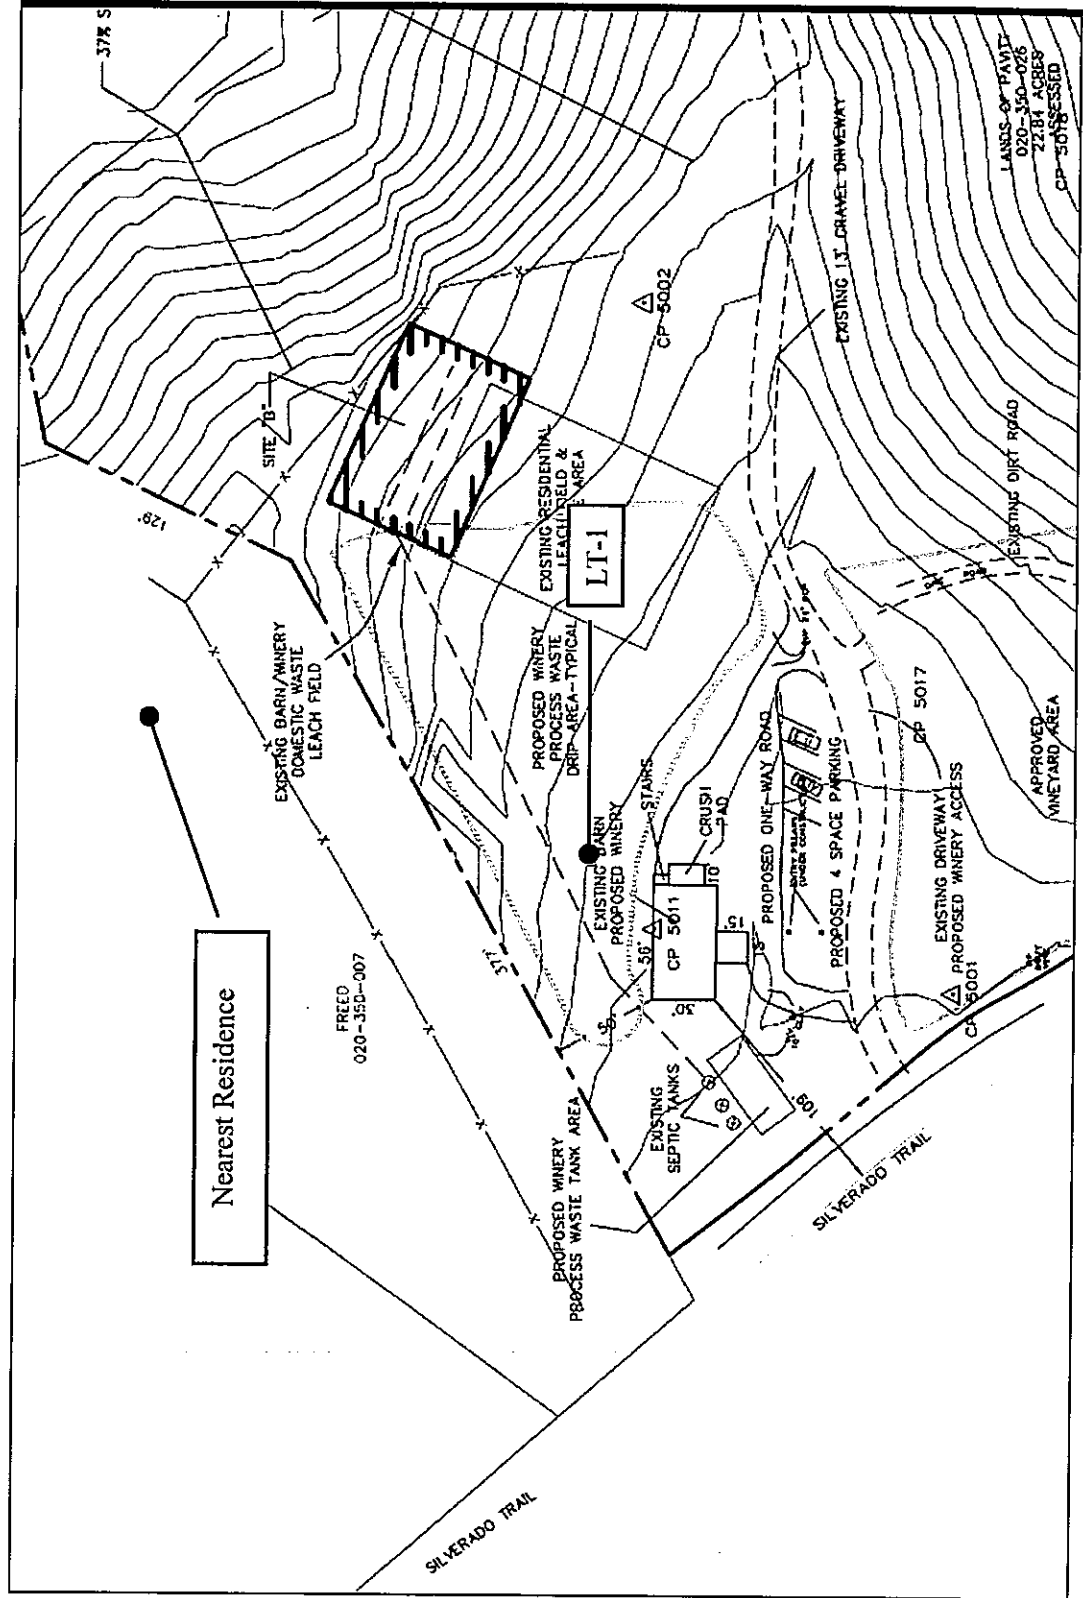 37% S
LANDS OF PAVIT
020-350-026
22.84 ACRES
ASSESSED
CP 5018
SITE "B"
129'
CP 5002
EXISTING 13' GRAVEL DRIVEWAY
EXISTING DIRT ROAD
EXISTING RESIDENTIAL
LEACH FIELD &
AREA
LT-1
EXISTING BARN/WINERY
DOMESTIC WASTE
LEACH FIELD
PROPOSED WINERY
PROCESS WASTE
DRIP AREA-TYPICAL
CP 5017
APPROVED
VINEYARD AREA
PROPOSED ONE-WAY ROAD
PROPOSED 4 SPACE PARKING
STAIRS
CRUSH
PAD
10'
EXISTING BARN
PROPOSED WINERY
56'
CP 5011
15'
30'
EXISTING DRIVEWAY
PROPOSED WINERY ACCESS
CP 5001
377'
FREED
020-350-007
Nearest Residence
EXISTING
SEPTIC TANKS
109'
PROPOSED WINERY
PROCESS WASTE TANK AREA
SILVERADO TRAIL
SILVERADO TRAIL